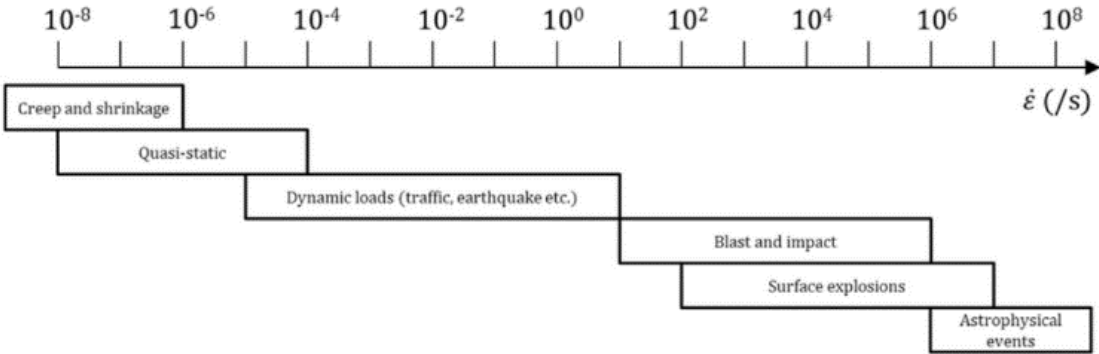 10⁻⁸ 10⁻⁶ 10⁻⁴ 10⁻² 10⁰ 10² 10⁴ 10⁶ 10⁸
ε̇ (/s)
Creep and shrinkage
Quasi-static
Dynamic loads (traffic, earthquake etc.)
Blast and impact
Surface explosions
Astrophysical
events